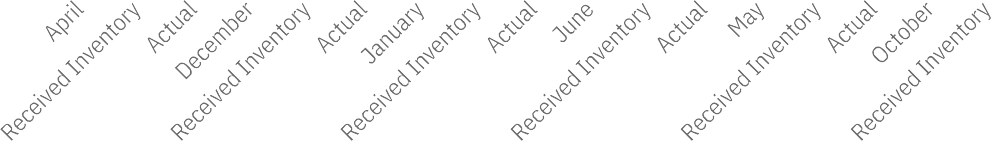 April
Received Inventory
Actual
December
Received Inventory
Actual
January
Received Inventory
Actual
June
Received Inventory
Actual
May
Received Inventory
Actual
October
Received Inventory